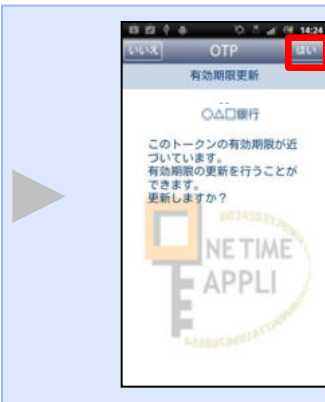 14:24
いいえ OTP はい
有効期限更新
○△□銀行
このトークンの有効期限が近
づいています。
有効期限の更新を行うことが
できます。
更新しますか？
NE TIME
APPLI